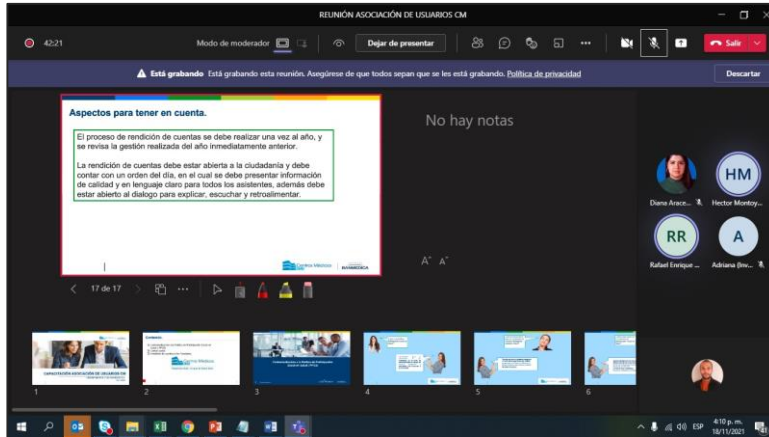 REUNIÓN ASOCIACIÓN DE USUARIOS CM
42:21
Modo de moderador
Dejar de presentar
Salir
Está grabando Está grabando esta reunión. Asegúrese de que todos sepan que se les está grabando. Política de privacidad
Descartar
Aspectos para tener en cuenta.
El proceso de rendición de cuentas se debe realizar una vez al año, y
se revisa la gestión realizada del año inmediatamente anterior.
La rendición de cuentas debe estar abierta a la ciudadanía y debe
contar con un orden del día, en el cual se debe presentar información
de calidad y en lenguaje claro para todos los asistentes, además debe
estar abierto al dialogo para explicar, escuchar y retroalimentar.
No hay notas
HM
Diana Arace...
Hector Montoy...
RR
A
Rafael Enrique ...
Adriana (Inv...
17 de 17
CAPACITACIÓN ASOCIACIÓN DE USUARIOS CM
1
2
3
4
5
6
ESP
4:10 p. m.
18/11/2021